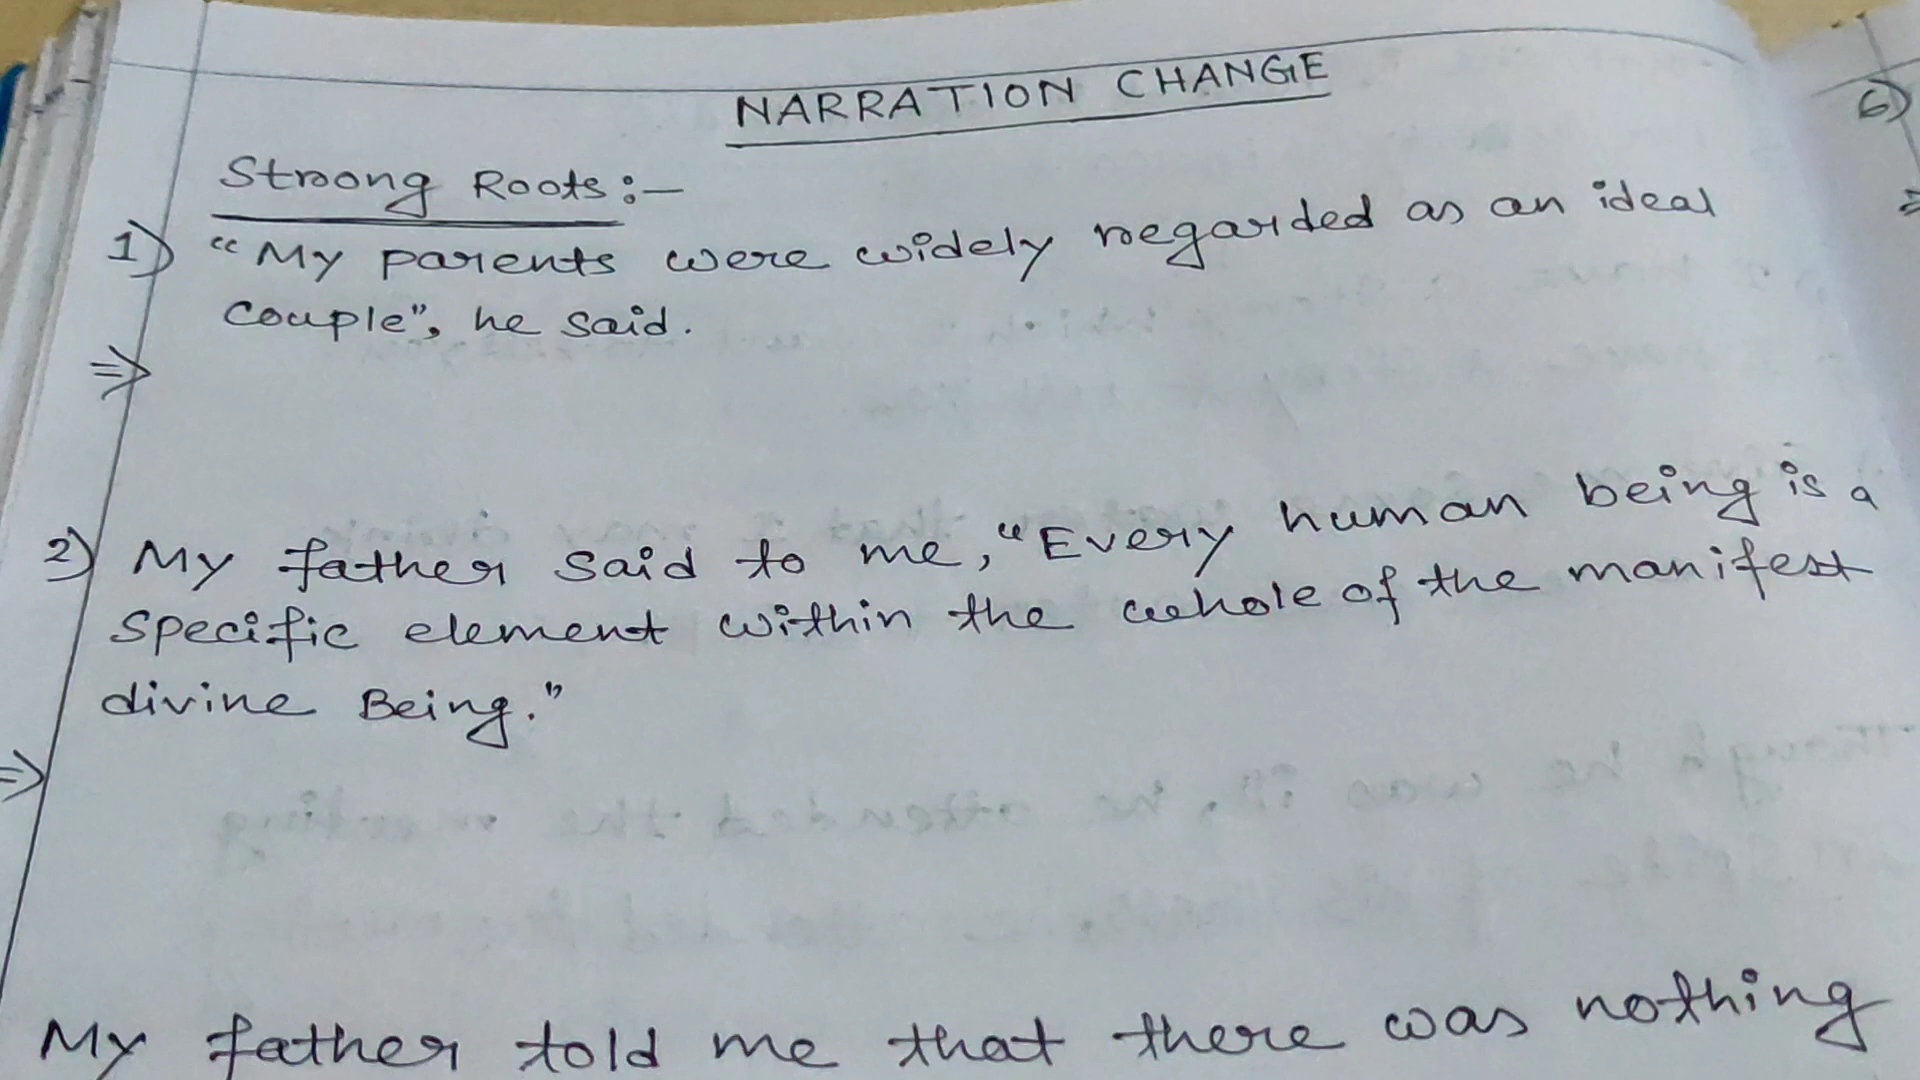 NARRATION CHANGE
Strong Roots:-
1) "My parents were widely regarded as an ideal
couple", he said.
⇒
2) My father said to me, "Every human being is a
specific element within the whole of the manifest
divine Being."
⇒
My father told me that there was nothing
6)